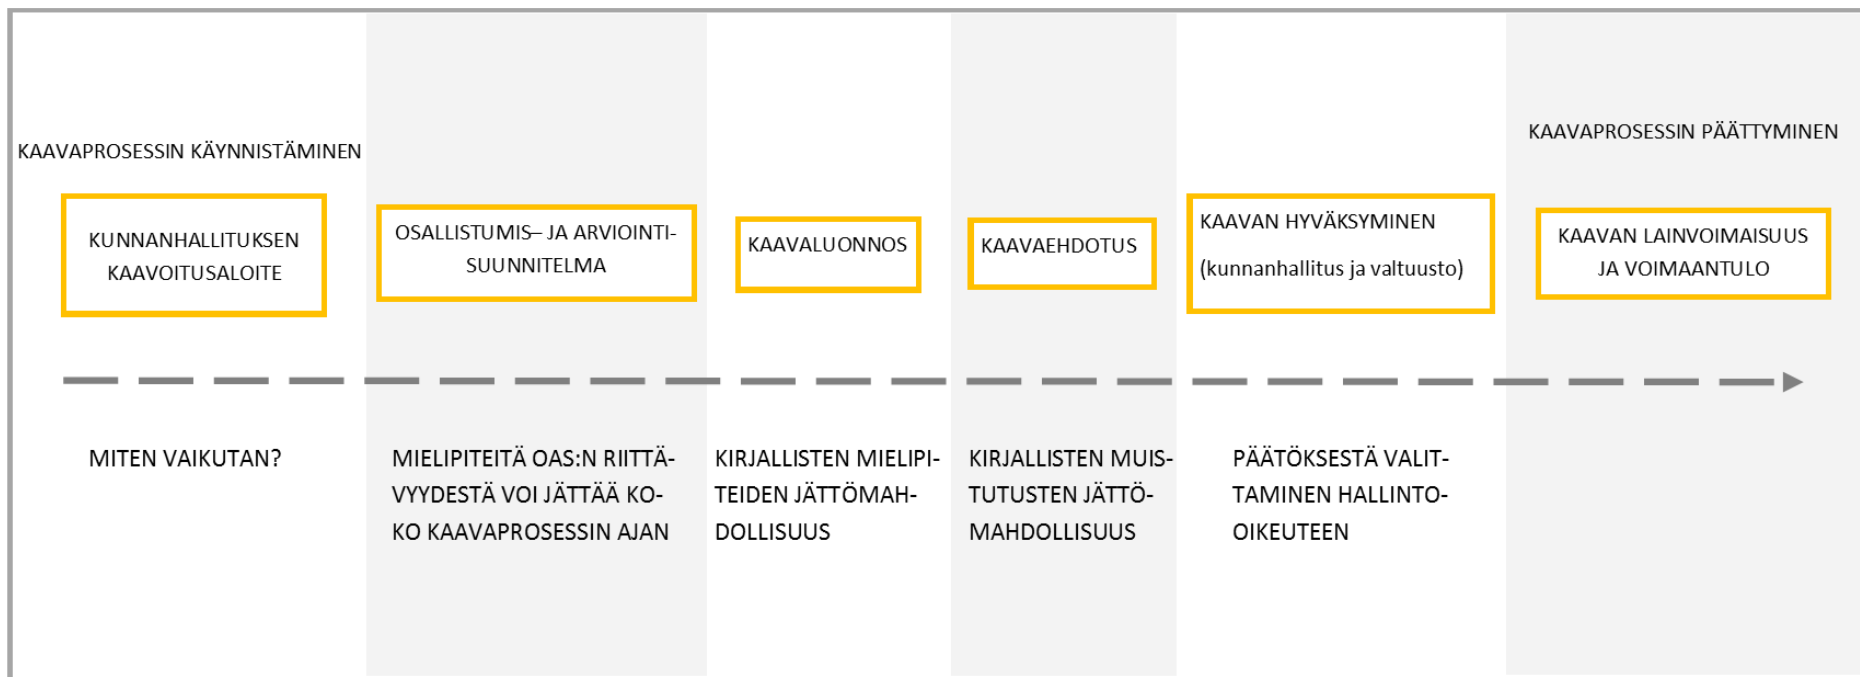 KAAVAPROSESSIN KÄYNNISTÄMINEN
KUNNANHALLITUKSEN
KAAVOITUSALOITE
OSALLISTUMIS– JA ARVIOINTI-
SUUNNITELMA
KAAVALUONNOS
KAAVAEHDOTUS
KAAVAN HYVÄKSYMINEN
(kunnanhallitus ja valtuusto)
KAAVAPROSESSIN PÄÄTTYMINEN
KAAVAN LAINVOIMAISUUS
JA VOIMAANTULO
MITEN VAIKUTAN?
MIELIPITEITÄ OAS:N RIITTÄ-
VYYDESTÄ VOI JÄTTÄÄ KO-
KO KAAVAPROSESSIN AJAN
KIRJALLISTEN MIELIPI-
TEIDEN JÄTTÖMAH-
DOLLISUUS
KIRJALLISTEN MUIS-
TUTUSTEN JÄTTÖ-
MAHDOLLISUUS
PÄÄTÖKSESTÄ VALIT-
TAMINEN HALLINTO-
OIKEUTEEN